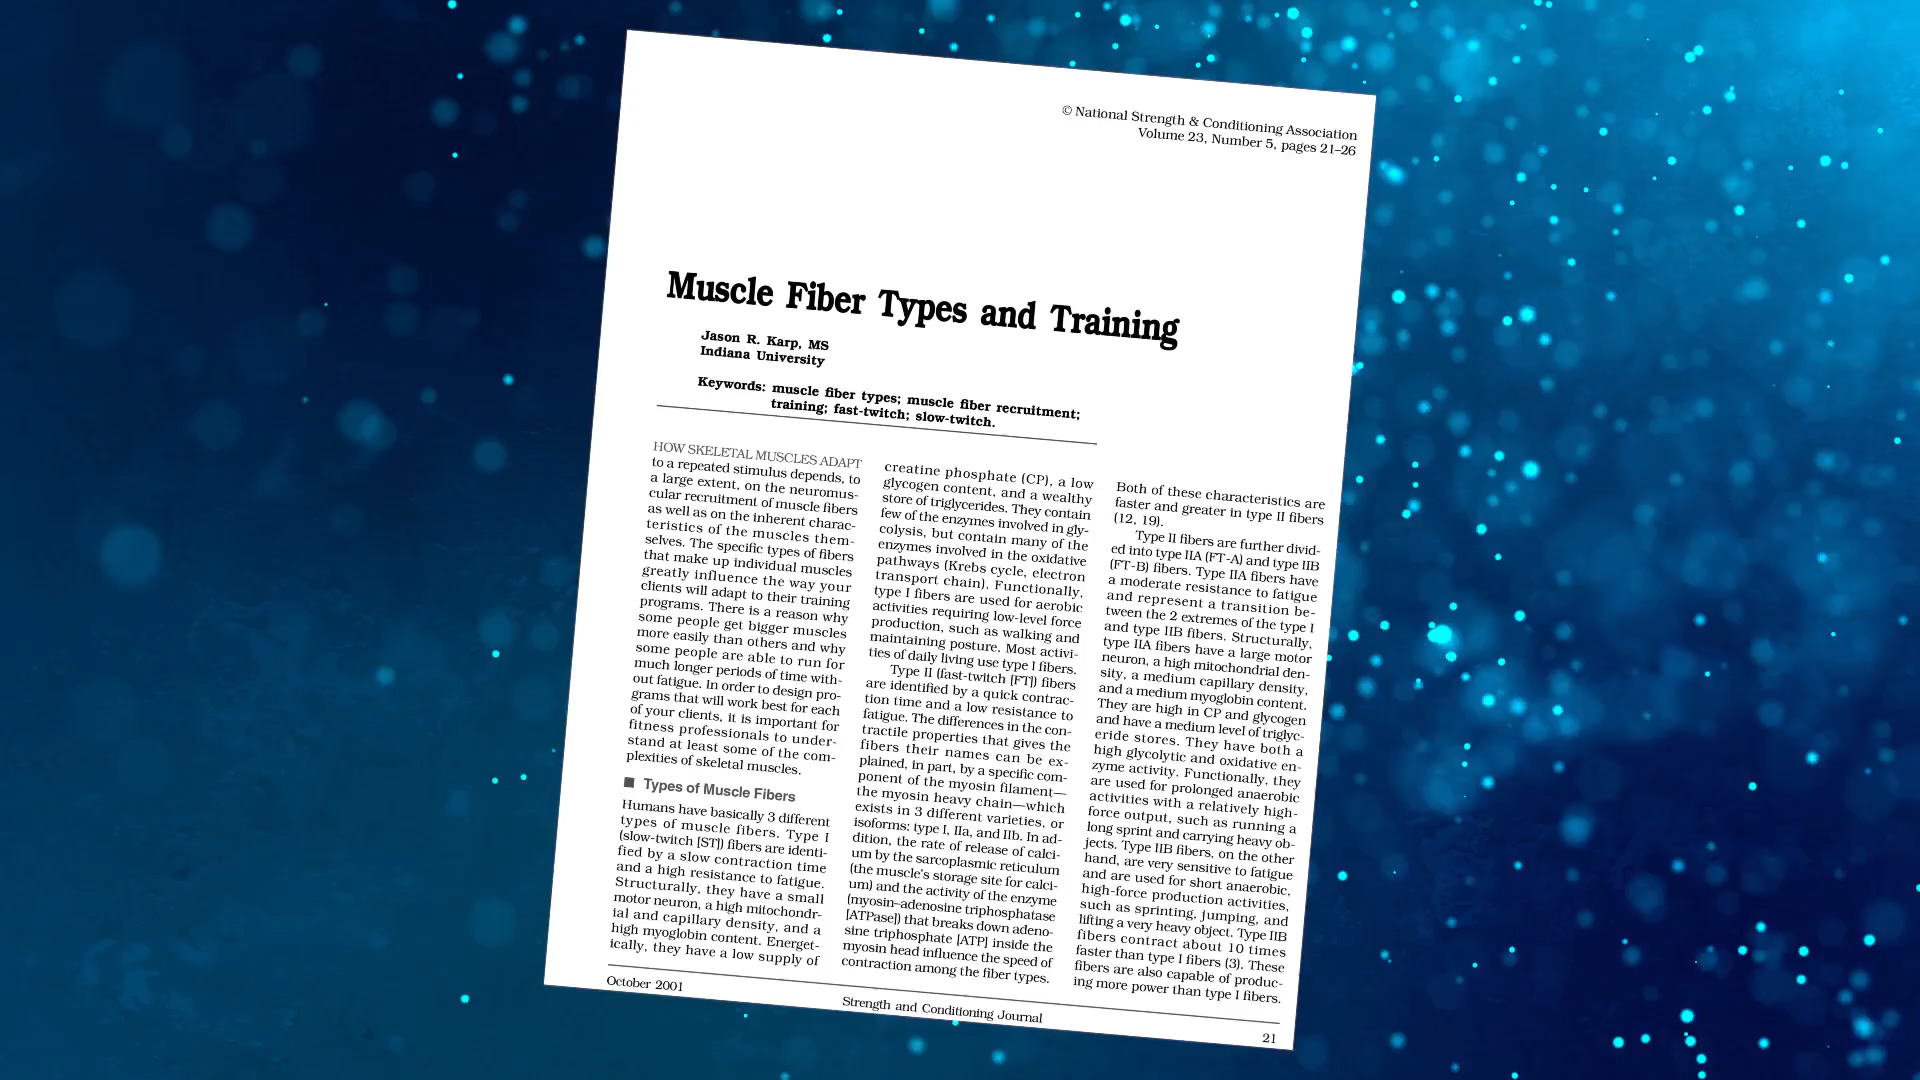 © National Strength & Conditioning Association
Volume 23, Number 5, pages 21–26
Muscle Fiber Types and Training
Jason R. Karp, MS
Indiana University
Keywords: muscle fiber types; muscle fiber recruitment;
training; fast-twitch; slow-twitch.
HOW SKELETAL MUSCLES ADAPT
to a repeated stimulus depends, to
a large extent, on the neuromus-
cular recruitment of muscle fibers
as well as on the inherent charac-
teristics of the muscles them-
selves. The specific types of fibers
that make up individual muscles
greatly influence the way your
clients will adapt to their training
programs. There is a reason why
some people get bigger muscles
more easily than others and why
some people are able to run for
much longer periods of time with-
out fatigue. In order to design pro-
grams that will work best for each
of your clients, it is important for
fitness professionals to under-
stand at least some of the com-
plexities of skeletal muscles.
■ Types of Muscle Fibers
Humans have basically 3 different
types of muscle fibers. Type I
(slow-twitch [ST]) fibers are identi-
fied by a slow contraction time
and a high resistance to fatigue.
Structurally, they have a small
motor neuron, a high mitochondr-
ial and capillary density, and a
high myoglobin content. Energet-
ically, they have a low supply of
creatine phosphate (CP), a low
glycogen content, and a wealthy
store of triglycerides. They contain
few of the enzymes involved in gly-
colysis, but contain many of the
enzymes involved in the oxidative
pathways (Krebs cycle, electron
transport chain). Functionally,
type I fibers are used for aerobic
activities requiring low-level force
production, such as walking and
maintaining posture. Most activi-
ties of daily living use type I fibers.
Type II (fast-twitch [FT]) fibers
are identified by a quick contrac-
tion time and a low resistance to
fatigue. The differences in the con-
tractile properties that gives the
fibers their names can be ex-
plained, in part, by a specific com-
ponent of the myosin filament—
the myosin heavy chain—which
exists in 3 different varieties, or
isoforms: type I, IIa, and IIb. In ad-
dition, the rate of release of calci-
um by the sarcoplasmic reticulum
(the muscle's storage site for calci-
um) and the activity of the enzyme
(myosin–adenosine triphosphatase
[ATPase]) that breaks down adeno-
sine triphosphate [ATP] inside the
myosin head influence the speed of
contraction among the fiber types.
Both of these characteristics are
faster and greater in type II fibers
(12, 19).
Type II fibers are further divid-
ed into type IIA (FT-A) and type IIB
(FT-B) fibers. Type IIA fibers have
a moderate resistance to fatigue
and represent a transition be-
tween the 2 extremes of the type I
and type IIB fibers. Structurally,
type IIA fibers have a large motor
neuron, a high mitochondrial den-
sity, a medium capillary density,
and a medium myoglobin content.
They are high in CP and glycogen
and have a medium level of triglyc-
eride stores. They have both a
high glycolytic and oxidative en-
zyme activity. Functionally, they
are used for prolonged anaerobic
activities with a relatively high-
force output, such as running a
long sprint and carrying heavy ob-
jects. Type IIB fibers, on the other
hand, are very sensitive to fatigue
and are used for short anaerobic,
high-force production activities,
such as sprinting, jumping, and
lifting a very heavy object. Type IIB
fibers contract about 10 times
faster than type I fibers (3). These
fibers are also capable of produc-
ing more power than type I fibers.
October 2001
Strength and Conditioning Journal
21